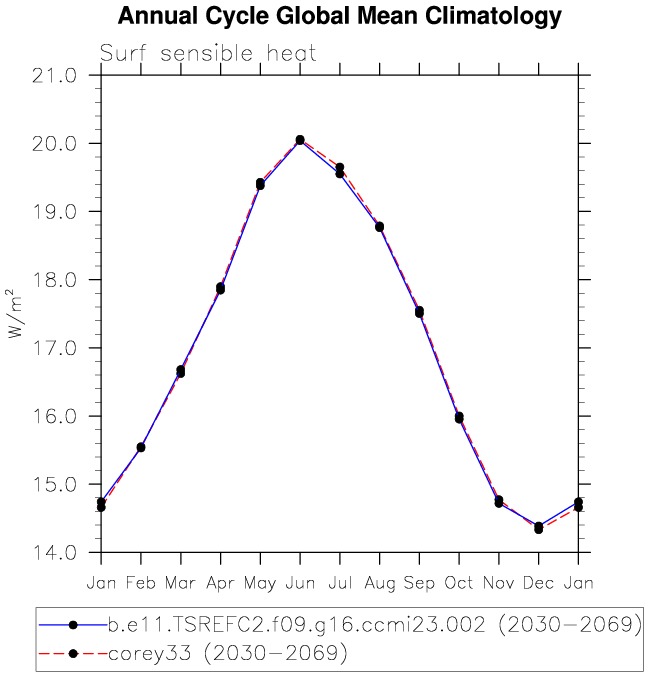 Annual Cycle Global Mean Climatology
Surf sensible heat
21.0
20.0
19.0
18.0
17.0
16.0
15.0
14.0
W/m²
Jan Feb Mar Apr May Jun Jul Aug Sep Oct Nov Dec Jan
b.e11.TSREFC2.f09.g16.ccmi23.002 (2030-2069)
corey33 (2030-2069)